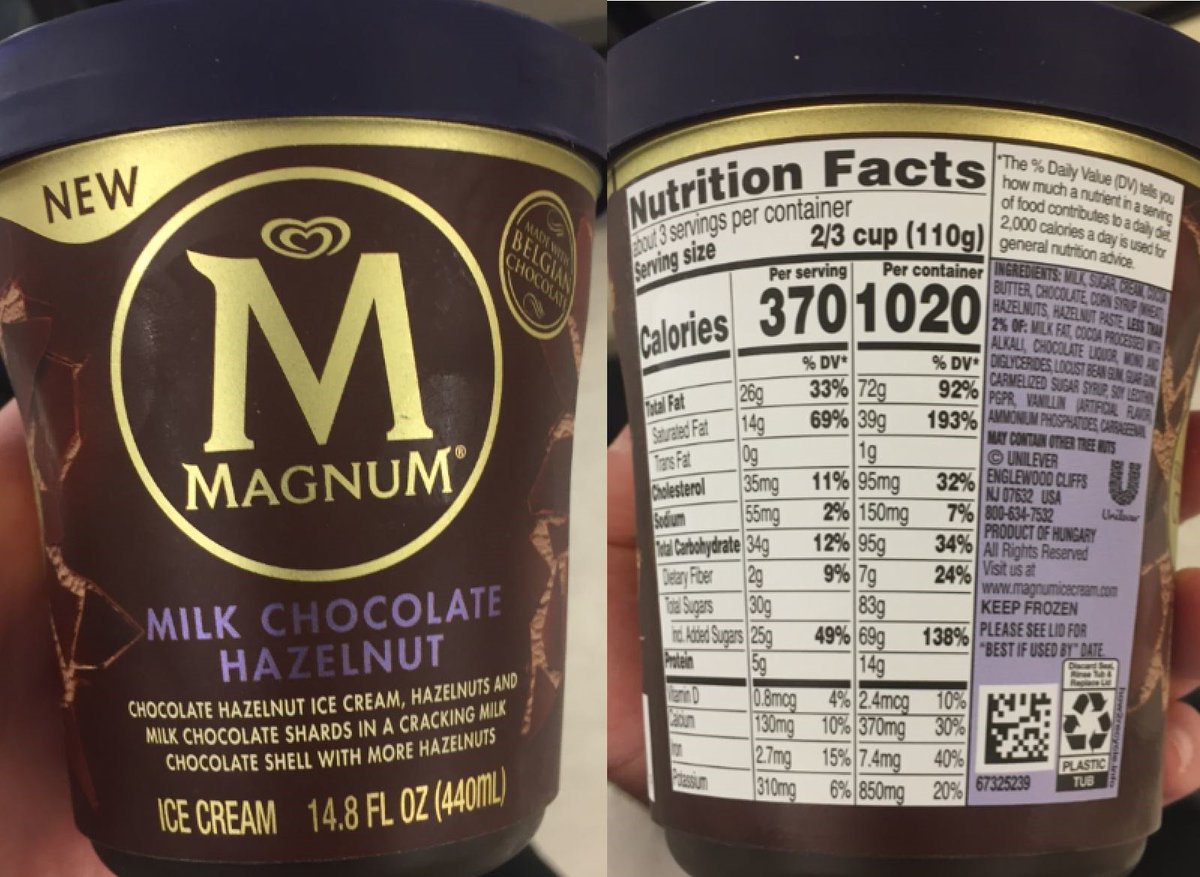 NEW
MADE WITH
BELGIAN
CHOCOLATE
M
MAGNUM®
MILK CHOCOLATE
HAZELNUT
CHOCOLATE HAZELNUT ICE CREAM, HAZELNUTS AND
MILK CHOCOLATE SHARDS IN A CRACKING MILK
CHOCOLATE SHELL WITH MORE HAZELNUTS
ICE CREAM 14.8 FL OZ (440mL)
Nutrition Facts
about 3 servings per container
Serving size 2/3 cup (110g)
Per serving Per container
Calories 370 1020
% DV* % DV*
Total Fat 26g 33% 72g 92%
Saturated Fat 14g 69% 39g 193%
Trans Fat 0g 1g
Cholesterol 35mg 11% 95mg 32%
Sodium 55mg 2% 150mg 7%
Total Carbohydrate 34g 12% 95g 34%
Dietary Fiber 2g 9% 7g 24%
Total Sugars 30g 83g
Incl. Added Sugars 25g 49% 69g 138%
Protein 5g 14g
Vitamin D 0.8mcg 4% 2.4mcg 10%
Calcium 130mg 10% 370mg 30%
Iron 2.7mg 15% 7.4mg 40%
Potassium 310mg 6% 850mg 20%
*The % Daily Value (DV) tells you
how much a nutrient in a serving
of food contributes to a daily diet.
2,000 calories a day is used for
general nutrition advice.
INGREDIENTS: MILK, SUGAR, CREAM, COCOA
BUTTER, CHOCOLATE, CORN SYRUP (WHEAT),
HAZELNUTS, HAZELNUT PASTE, LESS THAN
2% OF: MILK FAT, COCOA PROCESSED WITH
ALKALI, CHOCOLATE LIQUOR, MONO AND
DIGLYCERIDES, LOCUST BEAN GUM, GUAR GUM,
CARMELIZED SUGAR SYRUP, SOY LECITHIN,
PGPR, VANILLIN (ARTIFICIAL FLAVOR),
AMMONIUM PHOSPHATIDES, CARRAGEENAN.
MAY CONTAIN OTHER TREE NUTS
© UNILEVER
ENGLEWOOD CLIFFS
NJ 07632 USA
800-634-7532
Unilever
PRODUCT OF HUNGARY
All Rights Reserved
Visit us at
www.magnumicecream.com
KEEP FROZEN
PLEASE SEE LID FOR
"BEST IF USED BY" DATE.
Discard Seal,
Rinse Tub &
Replace Lid
PLASTIC
TUB
how2recycle.info
67325239